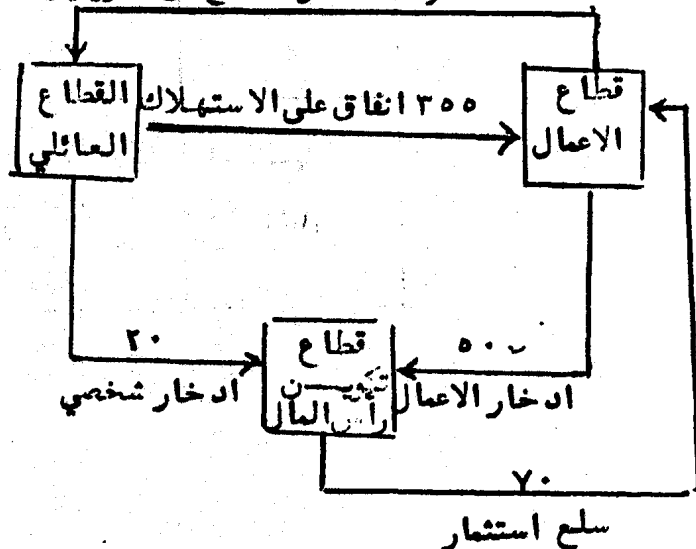 القطاع
العائلي
٣٥٥ انفاق على الاستهلاك
قطاع
الاعمال
٢٠
ادخار شخصي
قطاع
تكويــن
رأس المال
٥٠
ادخار الاعمال
٧٠
سلع استثمار